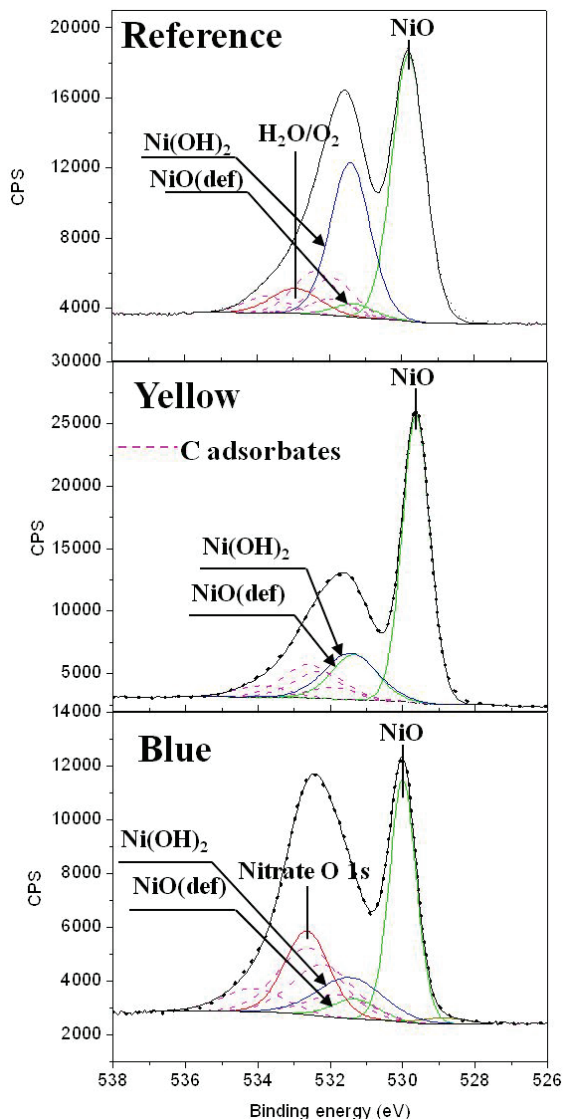 20000
16000
12000
8000
4000
CPS
Reference
NiO
H2O/O2
Ni(OH)2
NiO(def)
30000
25000
20000
15000
10000
5000
CPS
Yellow
NiO
C adsorbates
Ni(OH)2
NiO(def)
14000
12000
10000
8000
6000
4000
2000
CPS
Blue
NiO
Ni(OH)2
Nitrate O 1s
NiO(def)
538 536 534 532 530 528 526
Binding energy (eV)